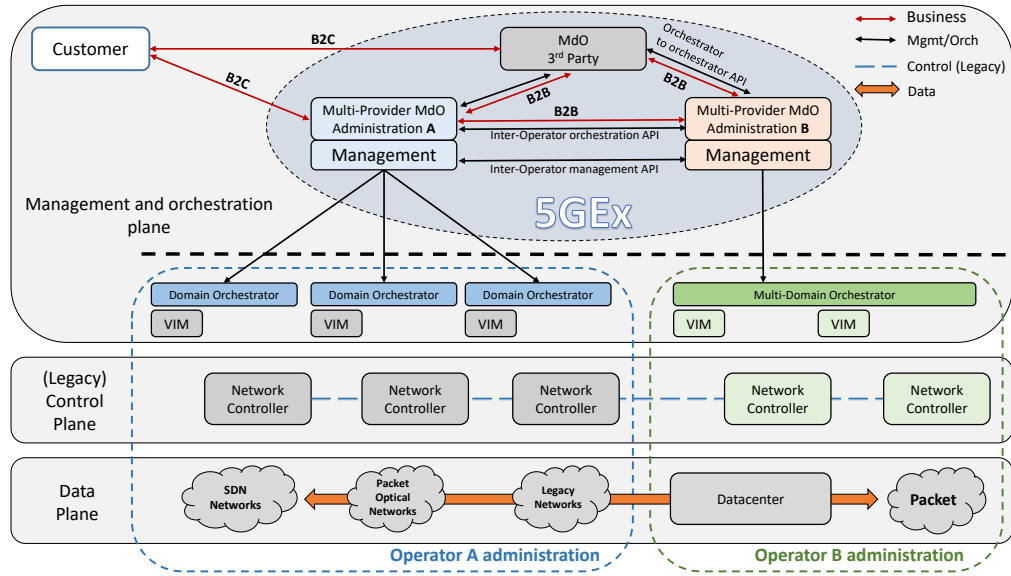 Customer
B2C
B2C
MdO
3rd Party
Orchestrator
to orchestrator API
Business
Mgmt/Orch
Control (Legacy)
Data
B2B
B2B
Multi-Provider MdO
Administration A
B2B
Inter-Operator orchestration API
Multi-Provider MdO
Administration B
Management
Inter-Operator management API
Management
5GEx
Management and orchestration
plane
Domain Orchestrator
Domain Orchestrator
Domain Orchestrator
Multi-Domain Orchestrator
VIM
VIM
VIM
VIM
VIM
(Legacy)
Control
Plane
Network
Controller
Network
Controller
Network
Controller
Network
Controller
Network
Controller
Data
Plane
SDN
Networks
Packet
Optical
Networks
Legacy
Networks
Datacenter
Packet
Operator A administration
Operator B administration